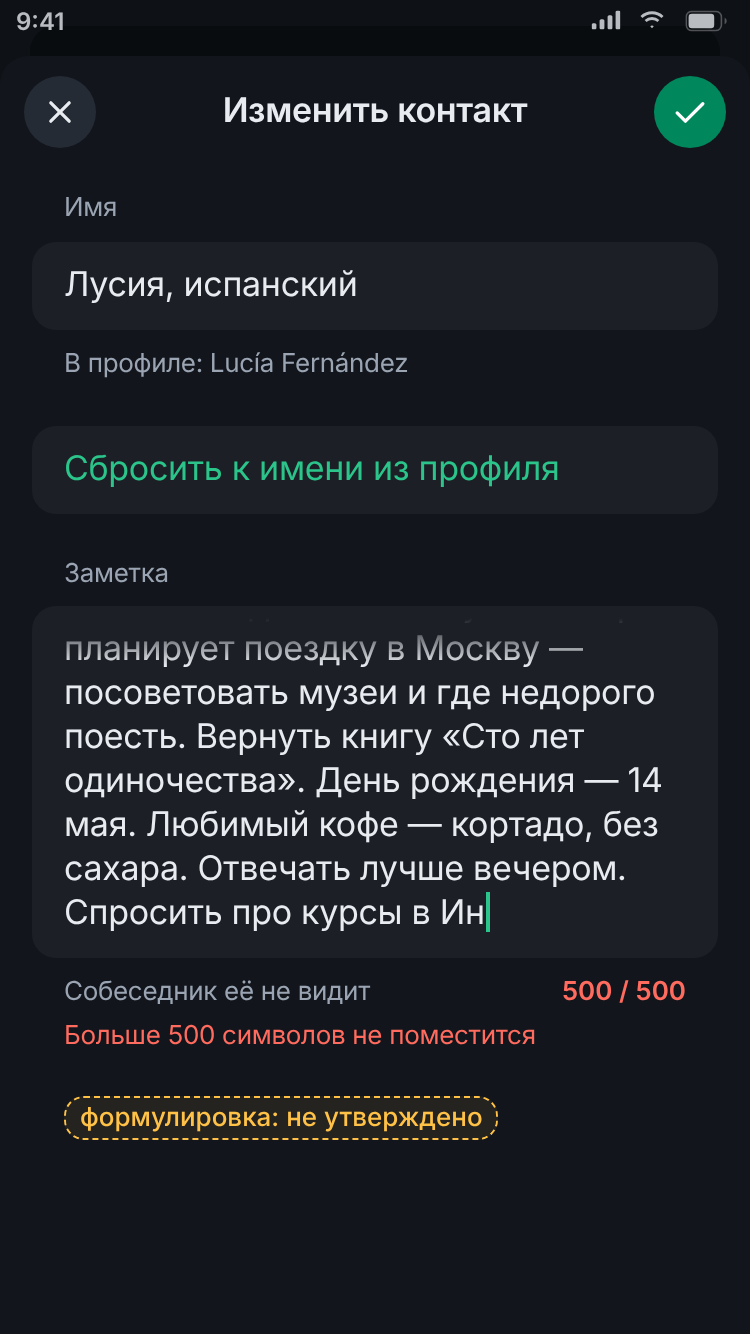 9:41
Изменить контакт
Имя
Лусия, испанский
В профиле: Lucía Fernández
Сбросить к имени из профиля
Заметка
планирует поездку в Москву —
посоветовать музеи и где недорого
поесть. Вернуть книгу «Сто лет
одиночества». День рождения — 14
мая. Любимый кофе — кортадо, без
сахара. Отвечать лучше вечером.
Спросить про курсы в Ин
Собеседник её не видит 500 / 500
Больше 500 символов не поместится
формулировка: не утверждено